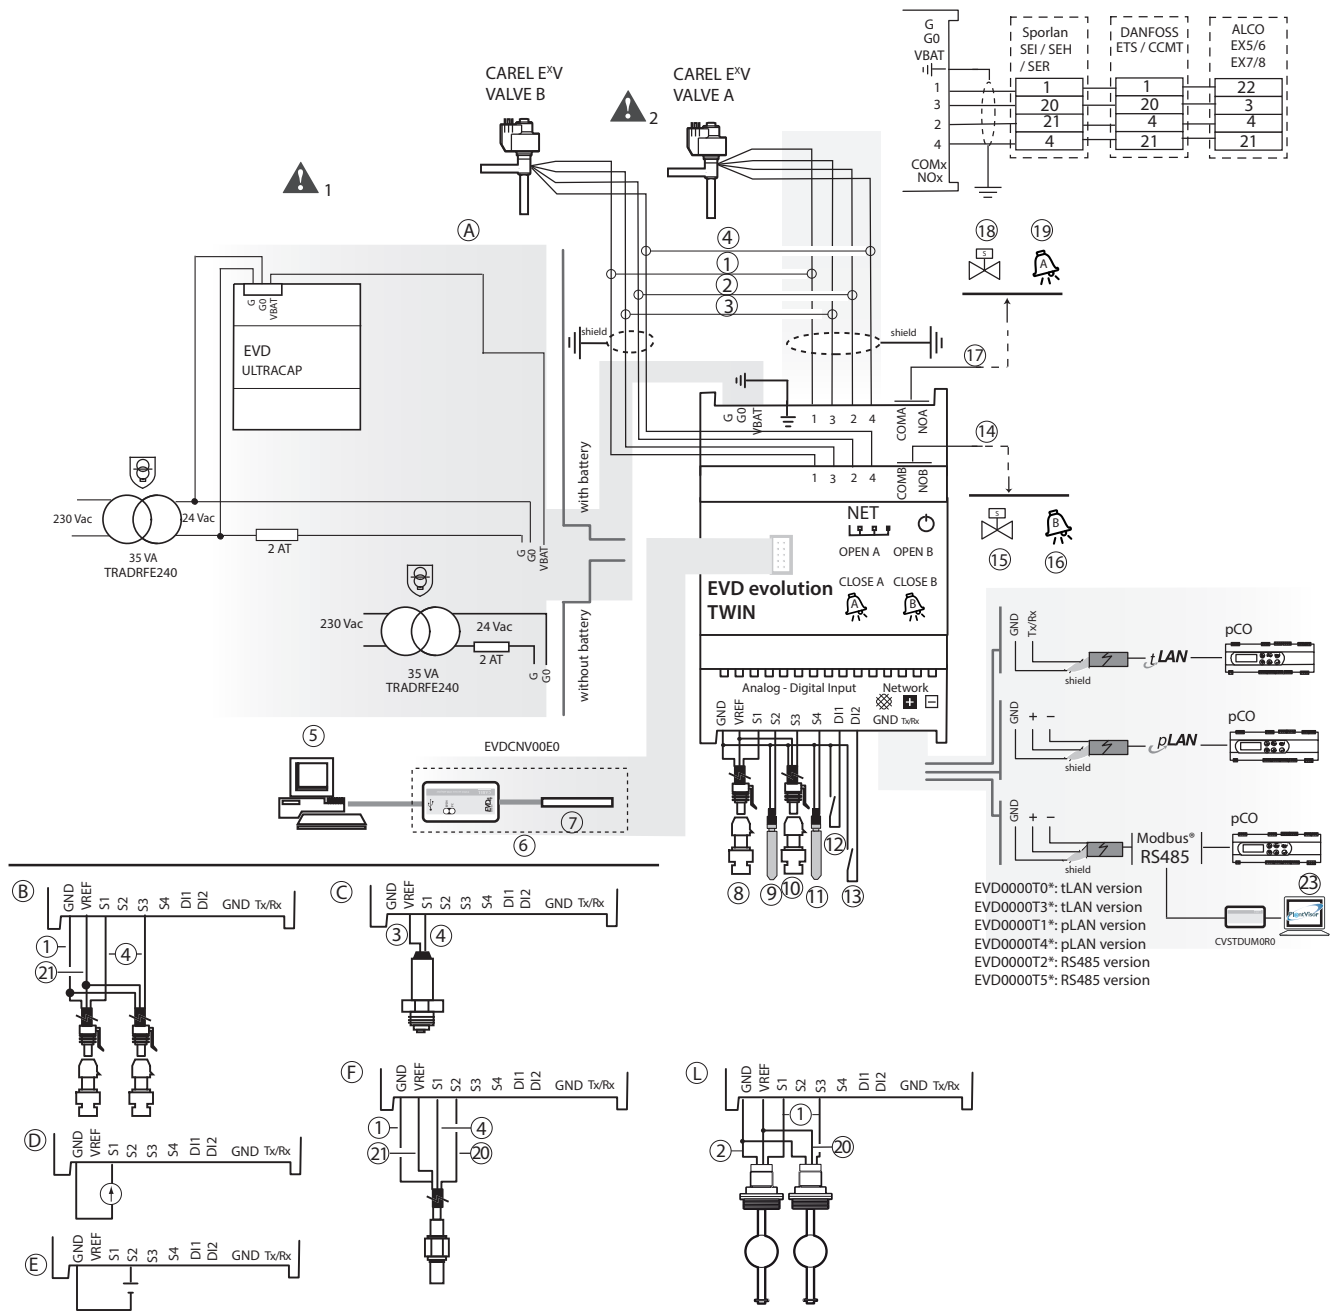 CAREL EXV
VALVE B
CAREL EXV
VALVE A
2
1
G
G0
VBAT
1
3
2
4
COMx
NOx
Sporlan
SEI / SEH
/ SER
1
20
21
4
DANFOSS
ETS / CCMT
1
20
4
21
ALCO
EX5/6
EX7/8
22
3
4
21
A
4
1
2
3
shield
shield
18
19
S
A
17
14
G
G0
VBAT
EVD
ULTRACAP
with battery
without battery
230 Vac
24 Vac
35 VA
TRADRFE240
2 AT
G
G0
VBAT
230 Vac
24 Vac
35 VA
TRADRFE240
2 AT
G
G0
G
G0
VBAT
1 3 2 4
COMA
NOA
1 3 2 4
COMB
NOB
NET
OPEN A OPEN B
CLOSE A CLOSE B
A
B
EVD evolution
TWIN
S
B
15
16
Analog - Digital Input
Network
GND
VREF
S1
S2
S3
S4
DI1
DI2
GND Tx/Rx
5
EVDCNV00E0
EVD4
7
6
8
9
10
11
12
13
GND
Tx/Rx
shield
tLAN
pCO
GND
+
−
shield
pLAN
pCO
GND
+
−
shield
Modbus®
RS485
pCO
EVD0000T0*: tLAN version
EVD0000T3*: tLAN version
EVD0000T1*: pLAN version
EVD0000T4*: pLAN version
EVD0000T2*: RS485 version
EVD0000T5*: RS485 version
23
PlantVisor
CVSTDUM0R0
B
GND
VREF
S1
S2
S3
S4
DI1
DI2
GND Tx/Rx
1
21
4
C
GND
VREF
S1
S2
S3
S4
DI1
DI2
GND Tx/Rx
3
4
D
GND
VREF
S1
S2
S3
S4
DI1
DI2
GND Tx/Rx
E
GND
VREF
S1
S2
S3
S4
DI1
DI2
GND Tx/Rx
F
GND
VREF
S1
S2
S3
S4
DI1
DI2
GND Tx/Rx
1
21
4
20
L
GND
VREF
S1
S2
S3
S4
DI1
DI2
GND Tx/Rx
1
2
20